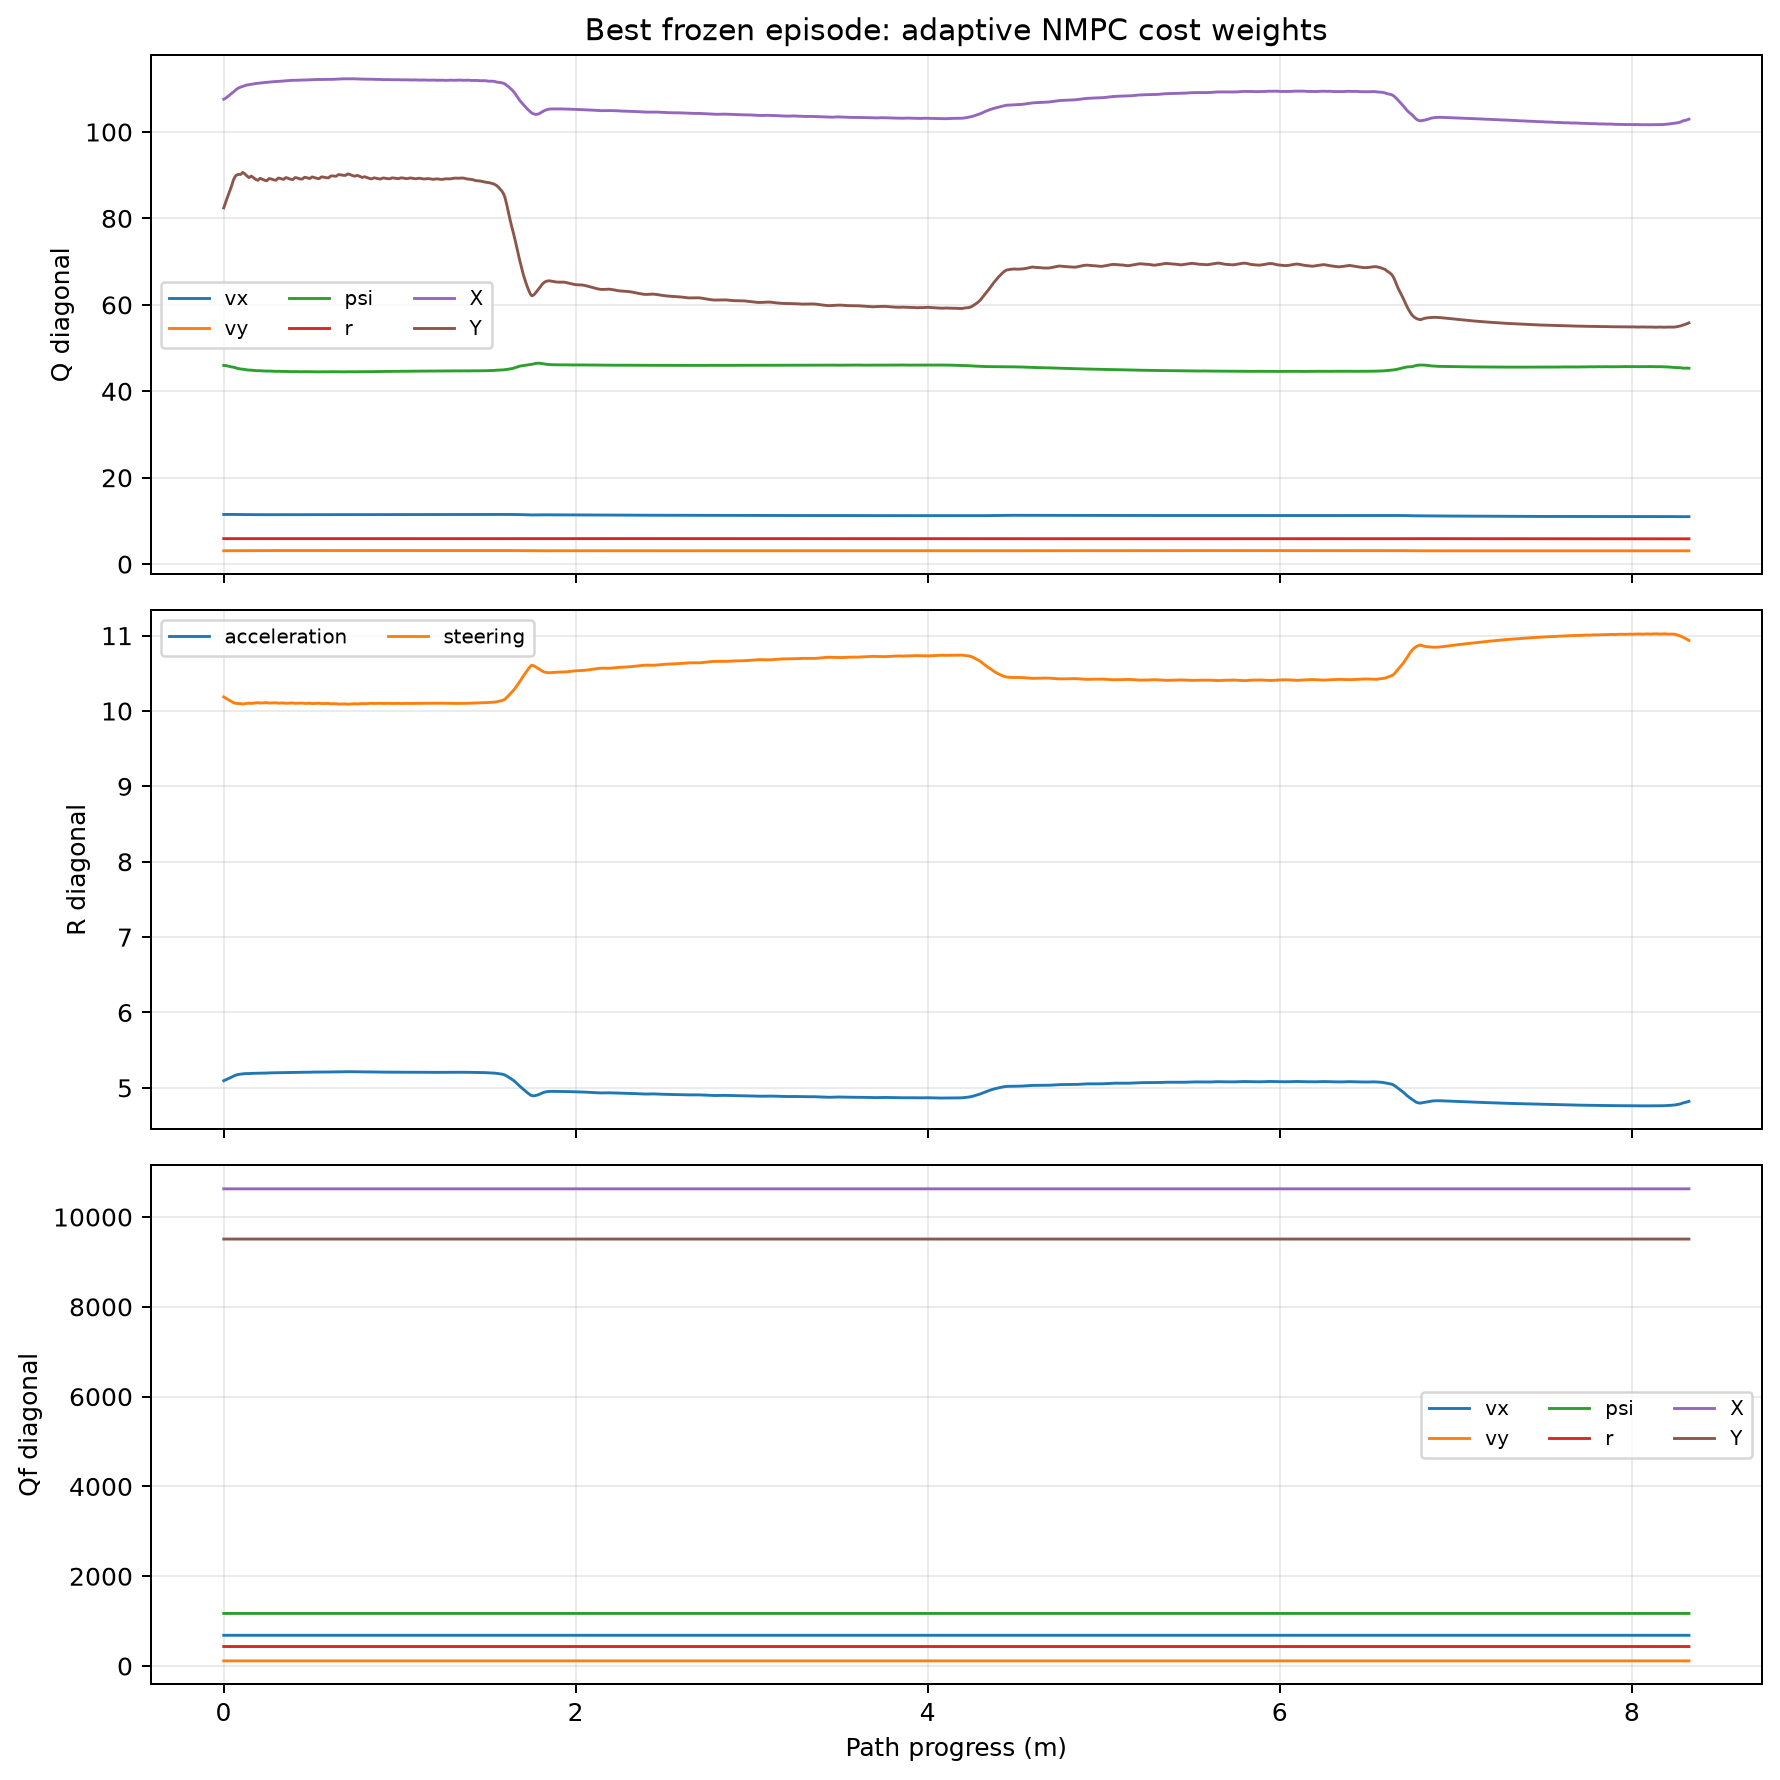 Best frozen episode: adaptive NMPC cost weights
100
80
60
40
20
0
Q diagonal
vx psi X
vy r Y
11
10
9
8
7
6
5
R diagonal
acceleration steering
10000
8000
6000
4000
2000
0
Qf diagonal
vx psi X
vy r Y
0 2 4 6 8
Path progress (m)